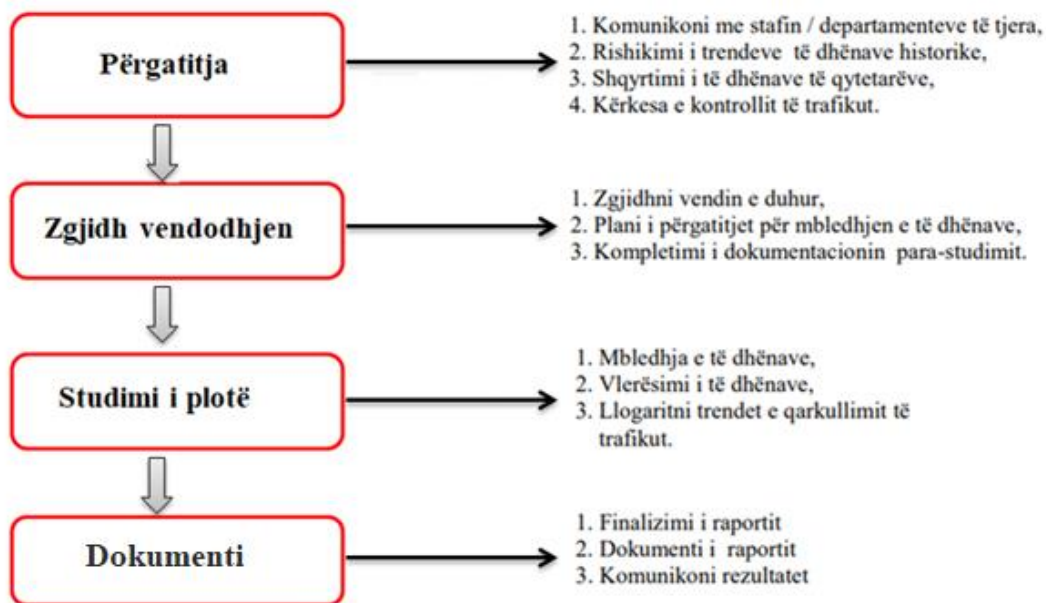 Përgatitja
1. Komunikoni me stafin / departamenteve të tjera,
2. Rishikimi i trendeve të dhënave historike,
3. Shqyrtimi i të dhënave të qytetarëve,
4. Kërkesa e kontrollit të trafikut.
Zgjidh vendodhjen
1. Zgjidhni vendin e duhur,
2. Plani i përgatitjet për mbledhjen e të dhënave,
3. Kompletimi i dokumentacionin para-studimit.
Studimi i plotë
1. Mbledhja e të dhënave,
2. Vlerësimi i të dhënave,
3. Llogaritni trendet e qarkullimit të
trafikut.
Dokumenti
1. Finalizimi i raportit
2. Dokumenti i raportit
3. Komunikoni rezultatet